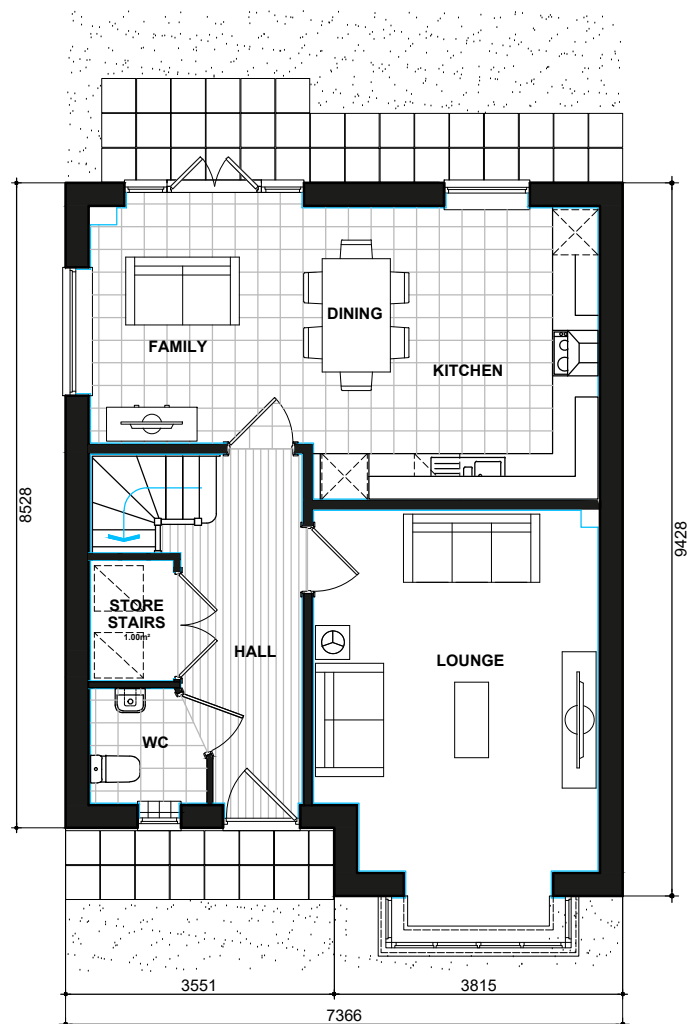 DINING
FAMILY
KITCHEN
8528
9428
STORE
STAIRS
1.00m²
HALL
LOUNGE
WC
3551
3815
7366